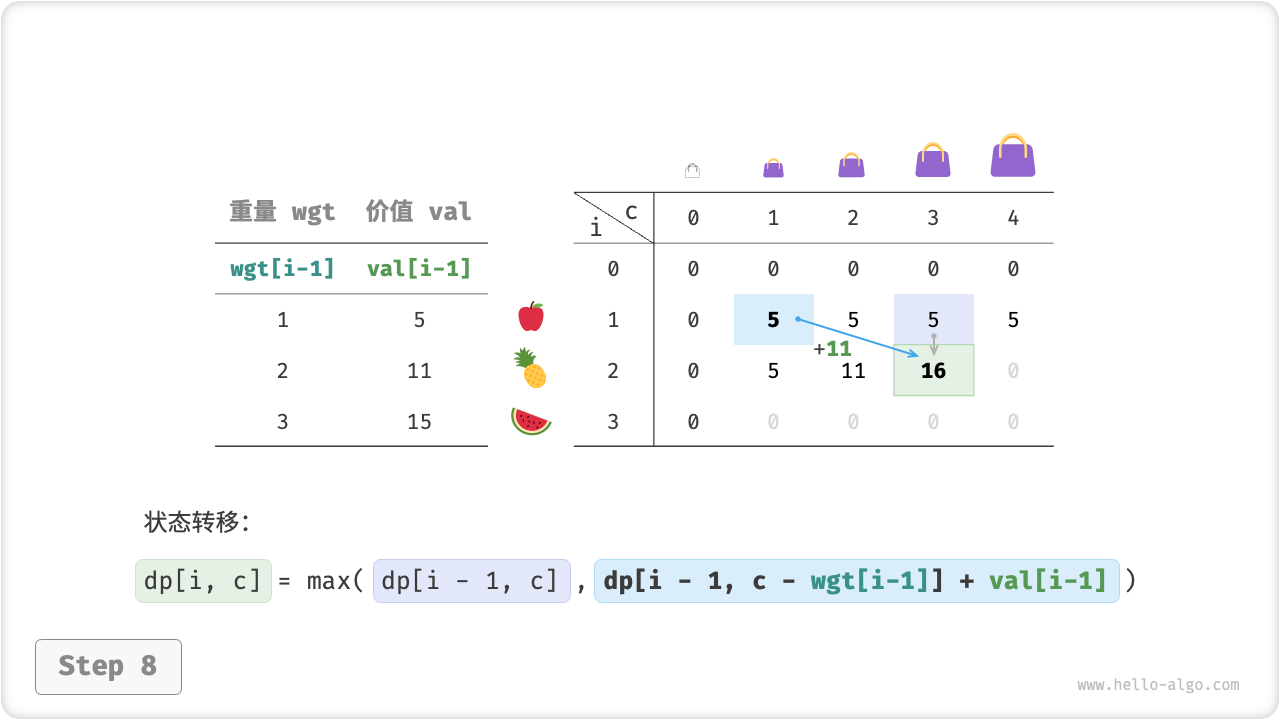 重量 wgt 价值 val
wgt[i-1] val[i-1]
1 5
2 11
3 15
i c 0 1 2 3 4
0 0 0 0 0 0
1 0 5 5 5 5
+11
2 0 5 11 16 0
3 0 0 0 0 0
状态转移：
dp[i, c] = max( dp[i - 1, c] , dp[i - 1, c - wgt[i-1]] + val[i-1] )
Step 8
www.hello-algo.com